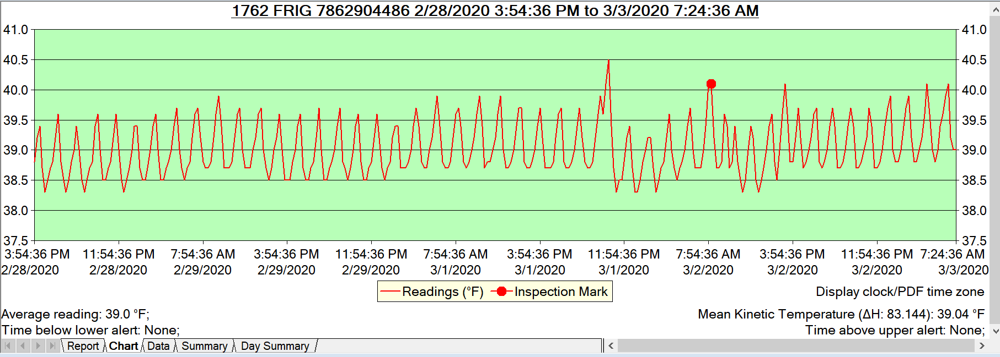 1762 FRIG 7862904486 2/28/2020 3:54:36 PM to 3/3/2020 7:24:36 AM
41.0 41.0
40.5 40.5
40.0 40.0
39.5 39.5
39.0 39.0
38.5 38.5
38.0 38.0
37.5 37.5
3:54:36 PM 11:54:36 PM 7:54:36 AM 3:54:36 PM 11:54:36 PM 7:54:36 AM 3:54:36 PM 11:54:36 PM 7:54:36 AM 3:54:36 PM 11:54:36 PM 7:24:36 AM
2/28/2020 2/28/2020 2/29/2020 2/29/2020 2/29/2020 3/1/2020 3/1/2020 3/1/2020 3/2/2020 3/2/2020 3/2/2020 3/3/2020
Readings (°F) Inspection Mark
Display clock/PDF time zone
Average reading: 39.0 °F; Mean Kinetic Temperature (ΔH: 83.144): 39.04 °F
Time below lower alert: None; Time above upper alert: None;
Report Chart Data Summary Day Summary